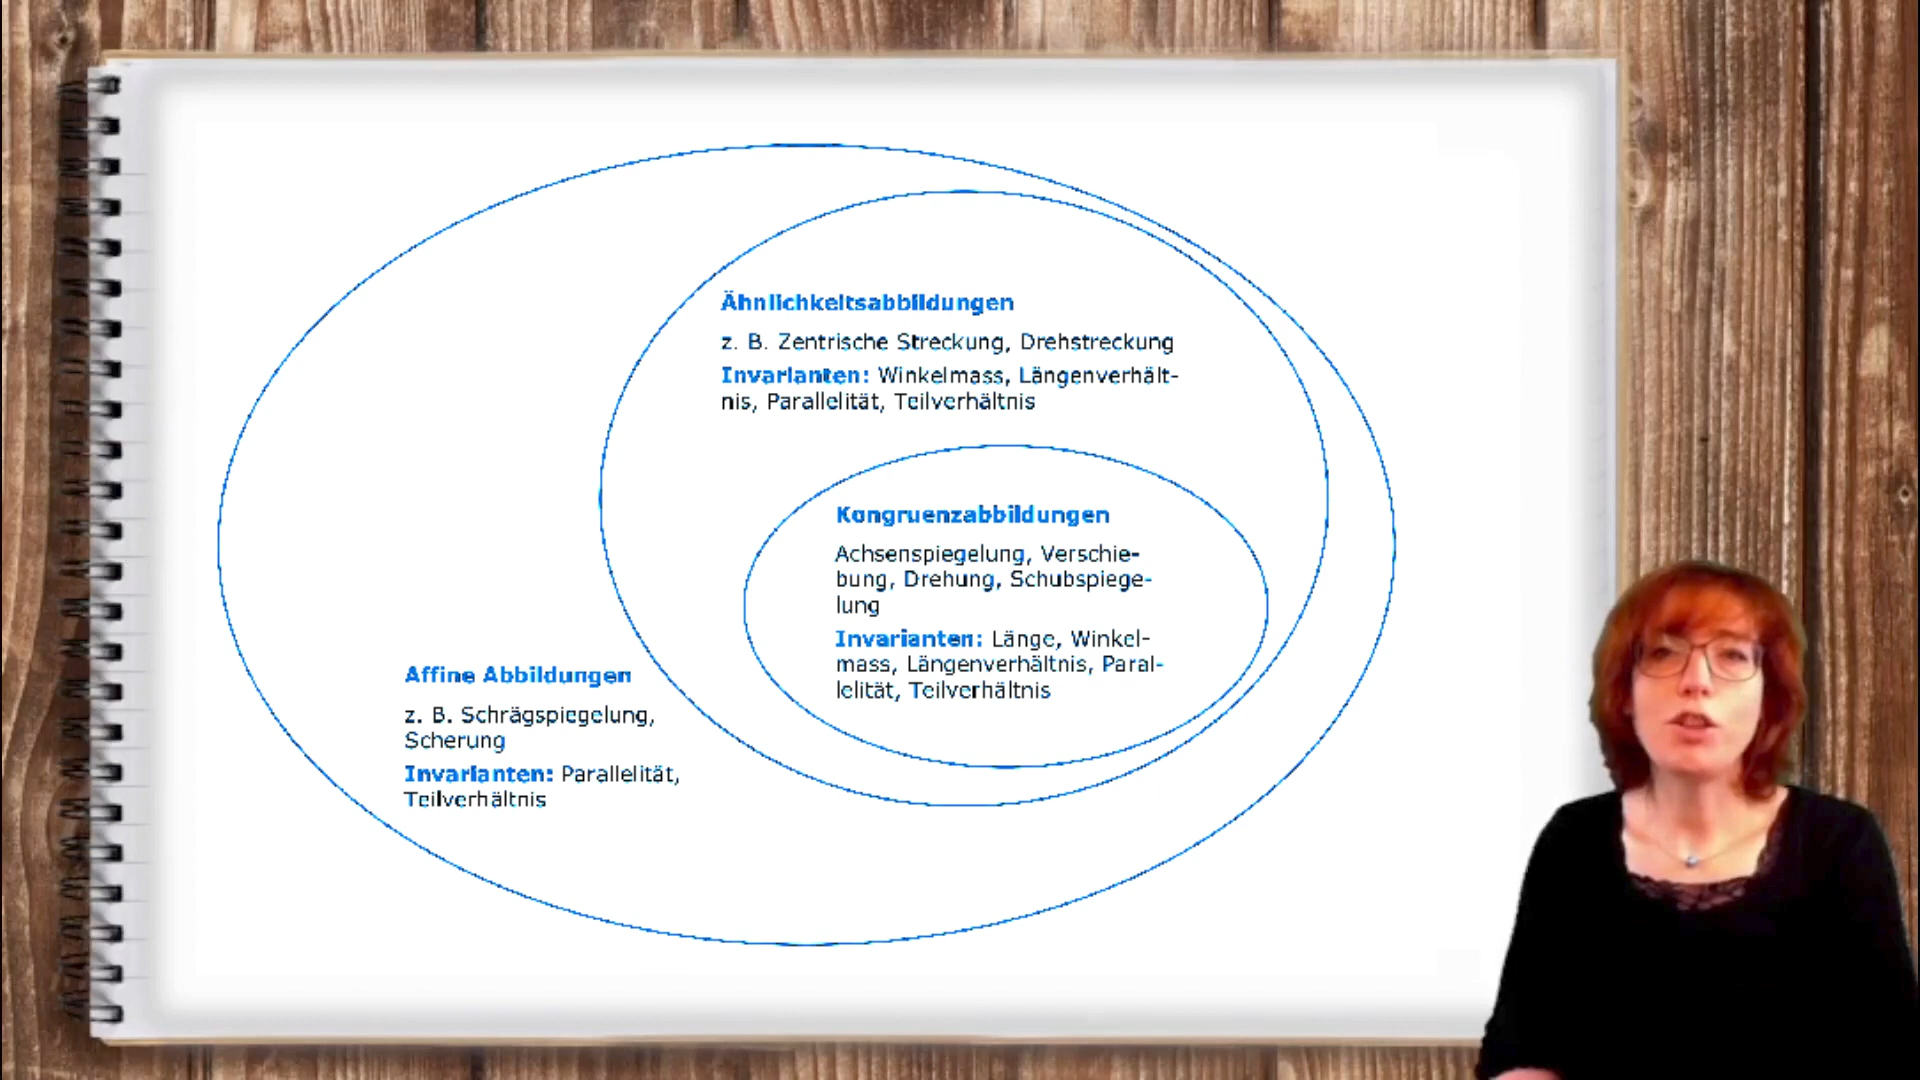 Ähnlichkeitsabbildungen
z. B. Zentrische Streckung, Drehstreckung
Invarianten: Winkelmass, Längenverhält-
nis, Parallelität, Teilverhältnis
Kongruenzabbildungen
Achsenspiegelung, Verschie-
bung, Drehung, Schubspiege-
lung
Invarianten: Länge, Winkel-
mass, Längenverhältnis, Paral-
lelität, Teilverhältnis
Affine Abbildungen
z. B. Schrägspiegelung,
Scherung
Invarianten: Parallelität,
Teilverhältnis